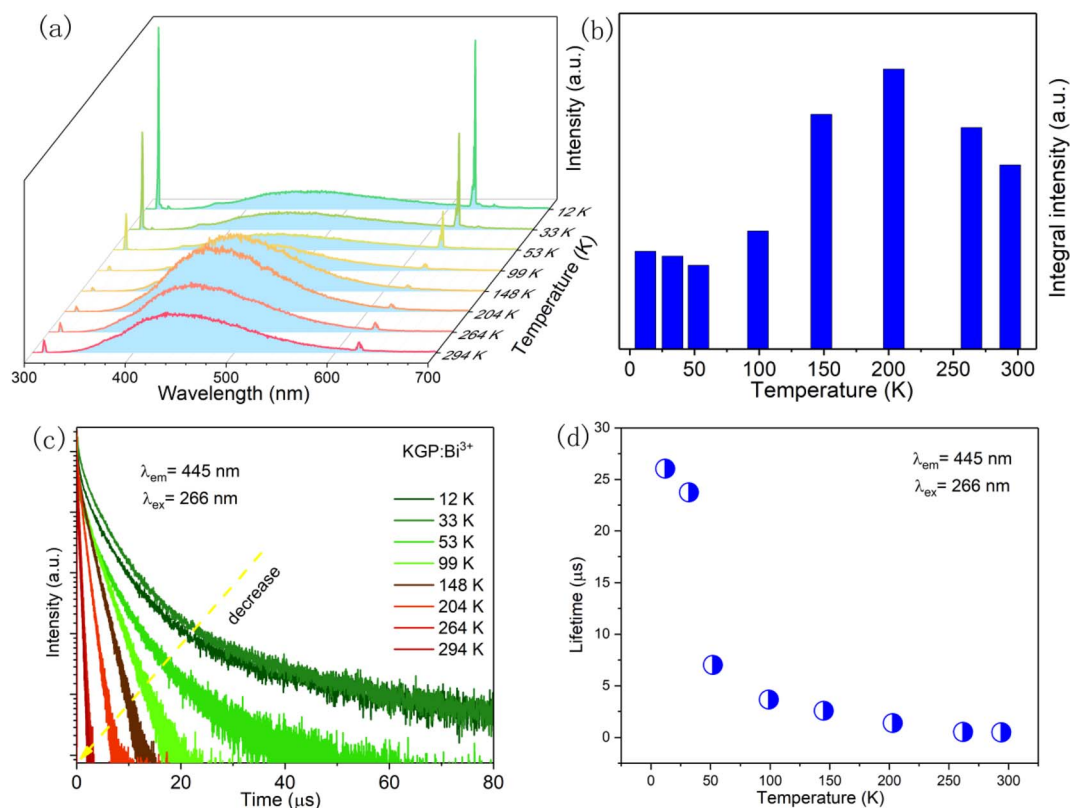 (a)
Intensity (a.u.)
12 K
33 K
53 K
99 K
148 K
204 K
264 K
294 K
Temperature (K)
300
400
500
600
700
Wavelength (nm)
(b)
Integral intensity (a.u.)
0
50
100
150
200
250
300
Temperature (K)
(c)
KGP:Bi³⁺
λem= 445 nm
λex= 266 nm
12 K
33 K
53 K
99 K
148 K
204 K
264 K
294 K
decrease
Intensity (a.u.)
0
20
40
60
80
Time (μs)
(d)
λem= 445 nm
λex= 266 nm
30
25
20
15
10
5
0
Lifetime (μs)
0
50
100
150
200
250
300
Temperature (K)